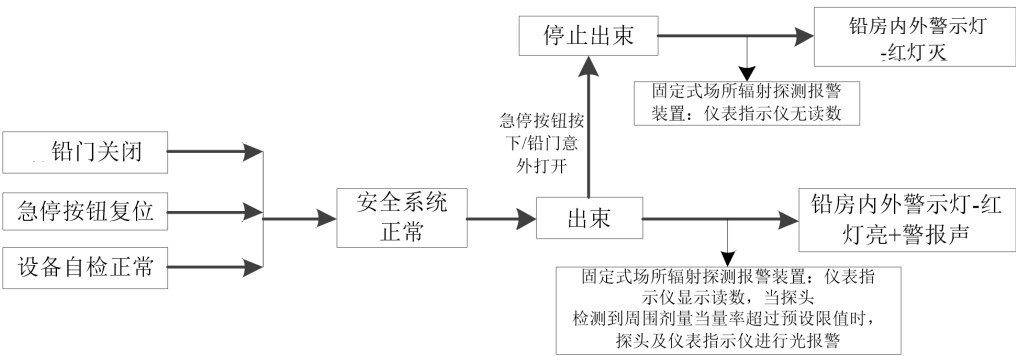 停止出束
铅房内外警示灯
-红灯灭
固定式场所辐射探测报警
装置：仪表指示仪无读数
急停按钮按
下/铅门意
外打开
铅门关闭
急停按钮复位
设备自检正常
安全系统
正常
出束
铅房内外警示灯-红
灯亮+警报声
固定式场所辐射探测报警装置：仪表指
示仪显示读数，当探头
检测到周围剂量当量率超过预设限值时，
探头及仪表指示仪进行光报警